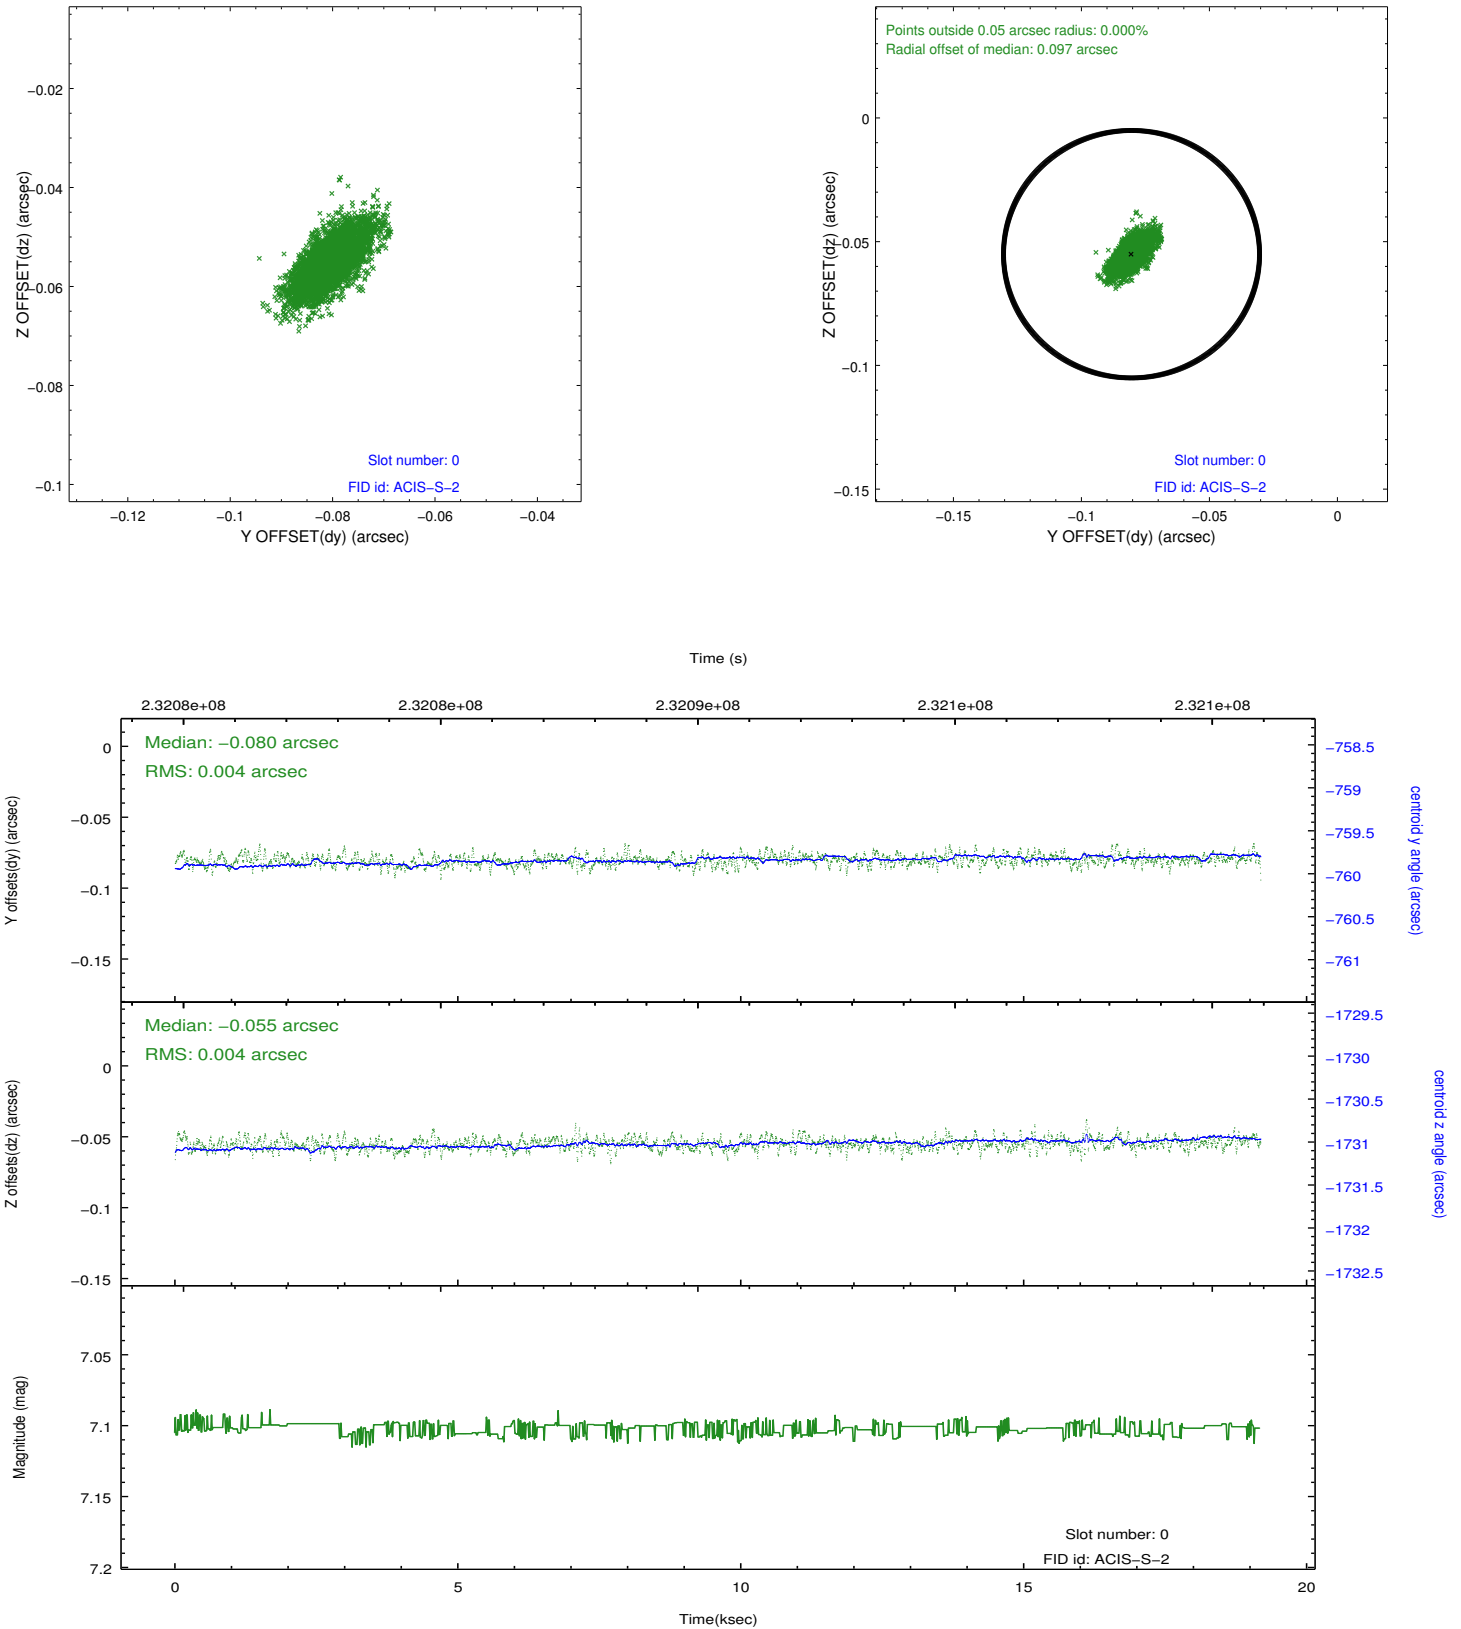 −0.02
−0.04
−0.06
−0.08
−0.1
Z OFFSET(dz) (arcsec)
Slot number: 0
FID id: ACIS−S−2
−0.12
−0.1
−0.08
−0.06
−0.04
Y OFFSET(dy) (arcsec)
Points outside 0.05 arcsec radius: 0.000%
Radial offset of median: 0.097 arcsec
0
−0.05
−0.1
−0.15
Z OFFSET(dz) (arcsec)
Slot number: 0
FID id: ACIS−S−2
−0.15
−0.1
−0.05
0
Y OFFSET(dy) (arcsec)
Time (s)
2.3208e+08
2.3208e+08
2.3209e+08
2.321e+08
2.321e+08
Median: −0.080 arcsec
RMS: 0.004 arcsec
0
−0.05
−0.1
−0.15
Y offsets(dy) (arcsec)
−758.5
−759
−759.5
−760
−760.5
−761
centroid y angle (arcsec)
Median: −0.055 arcsec
RMS: 0.004 arcsec
0
−0.05
−0.1
−0.15
Z offsets(dz) (arcsec)
−1729.5
−1730
−1730.5
−1731
−1731.5
−1732
−1732.5
centroid z angle (arcsec)
7.05
7.1
7.15
7.2
Magnitude (mag)
Slot number: 0
FID id: ACIS−S−2
0
5
10
15
20
Time(ksec)